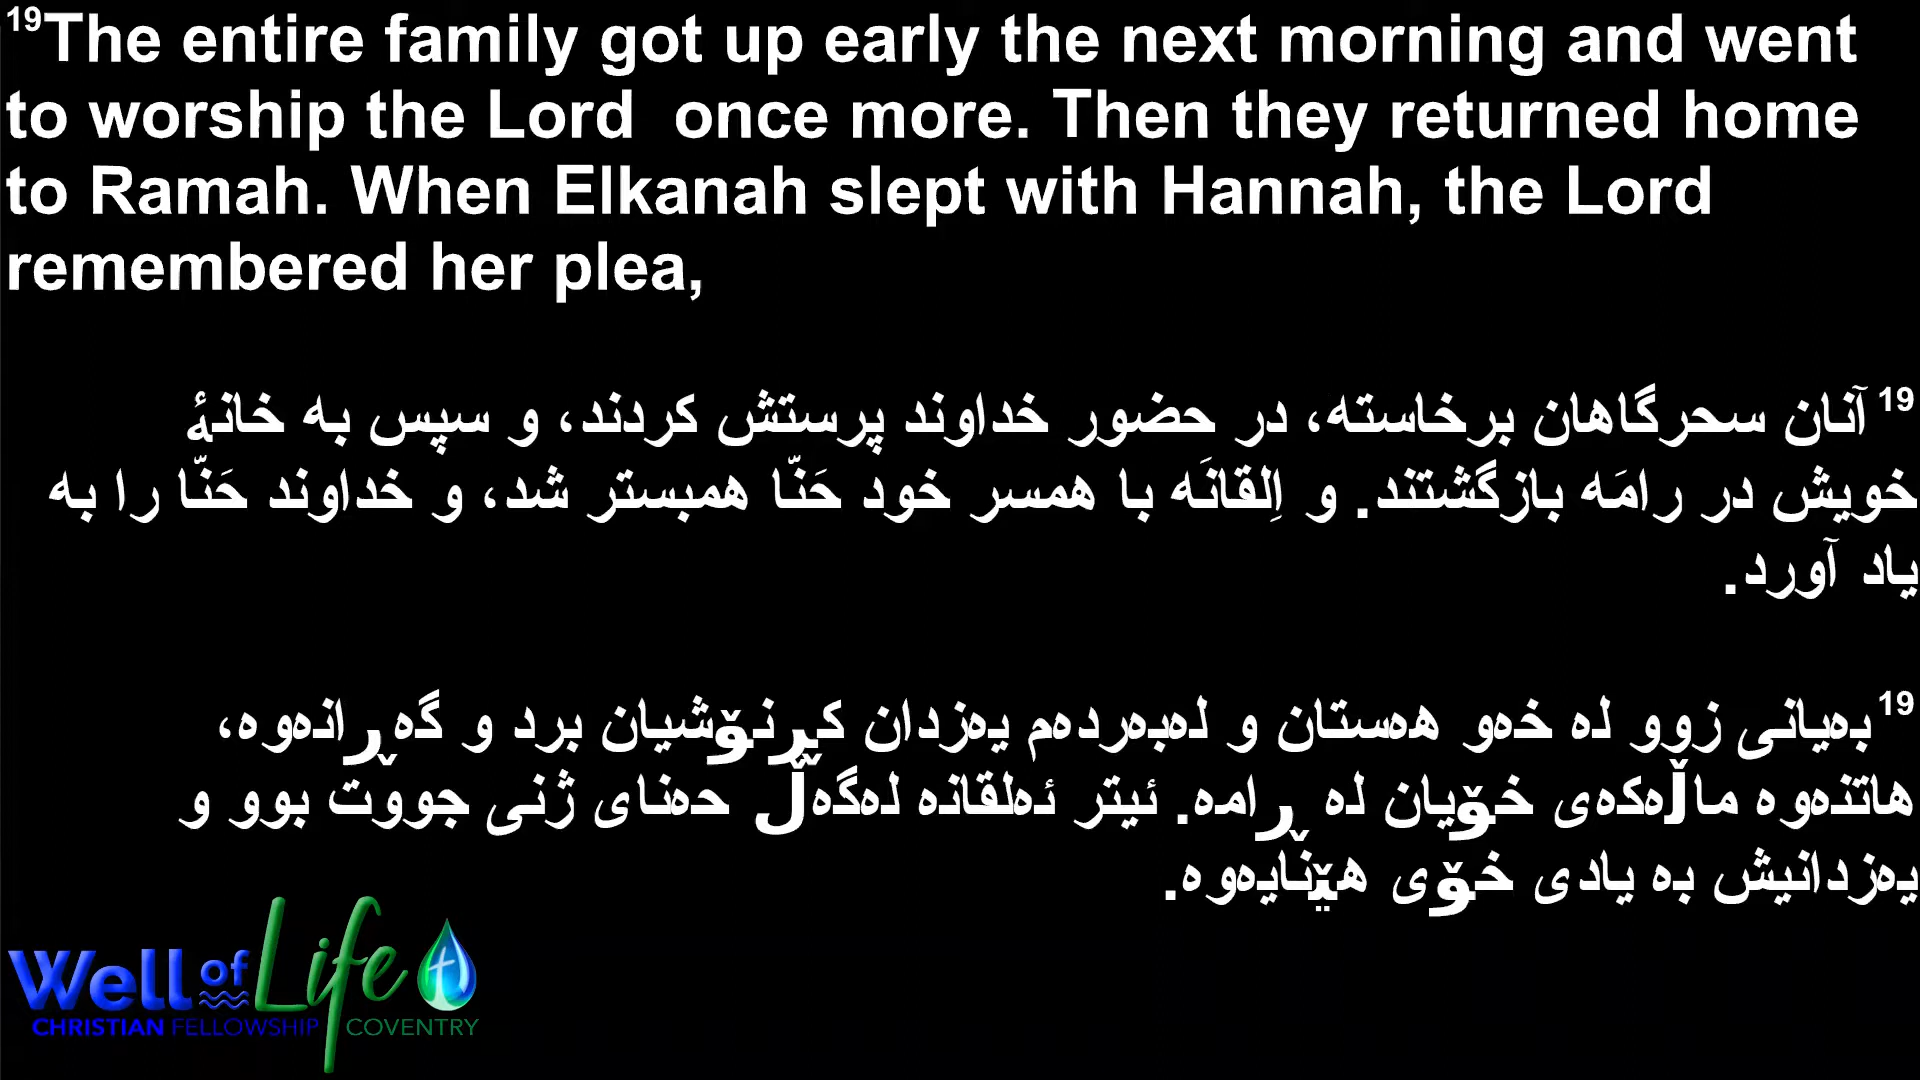 19The entire family got up early the next morning and went
to worship the Lord  once more. Then they returned home
to Ramah. When Elkanah slept with Hannah, the Lord
remembered her plea,
19 آنان سحرگاهان برخاسته، در حضور خداوند پرستش کردند، و سپس به خانۀ
خویش در رامَه بازگشتند. و اِلقانَه با همسر خود حَنّا همبستر شد، و خداوند حَنّا را به
یاد آورد.
19 بەیانی زوو لە خەو هەستان و لەبەردەم یەزدان کڕنۆشیان برد و گەڕانەوە،
هاتنەوە ماڵەکەی خۆیان لە ڕامە. ئیتر ئەلقانە لەگەڵ حەنای ژنی جووت بوو و
یەزدانیش بە یادی خۆی هێنایەوە.
Well of Life
CHRISTIAN FELLOWSHIP COVENTRY